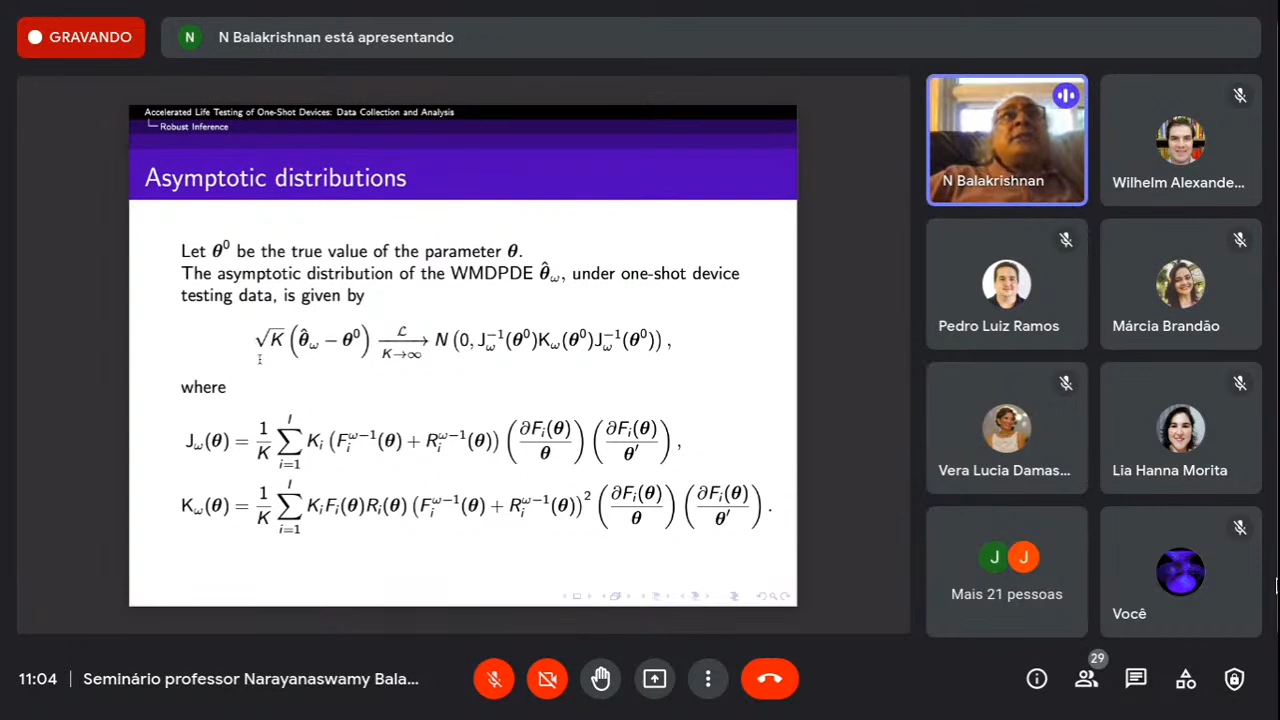 GRAVANDO
N
N Balakrishnan está apresentando
Accelerated Life Testing of One-Shot Devices: Data Collection and Analysis
Robust Inference
Asymptotic distributions
Let θ⁰ be the true value of the parameter θ.
The asymptotic distribution of the WMDPDE θ̂_ω, under one-shot device
testing data, is given by
√K (θ̂_ω − θ⁰) —ℒ→_{K→∞} N (0, J_ω^{−1}(θ⁰)K_ω(θ⁰)J_ω^{−1}(θ⁰)) ,
where
J_ω(θ) = 1/K ∑_{i=1}^{I} K_i (F_i^{ω−1}(θ) + R_i^{ω−1}(θ)) (∂F_i(θ)/θ) (∂F_i(θ)/θ′) ,
K_ω(θ) = 1/K ∑_{i=1}^{I} K_i F_i(θ)R_i(θ) (F_i^{ω−1}(θ) + R_i^{ω−1}(θ))² (∂F_i(θ)/θ) (∂F_i(θ)/θ′) .
N Balakrishnan
Wilhelm Alexande...
Pedro Luiz Ramos
Márcia Brandão
Vera Lucia Damas...
Lia Hanna Morita
J J
Mais 21 pessoas
Você
11:04
Seminário professor Narayanaswamy Bala...
29